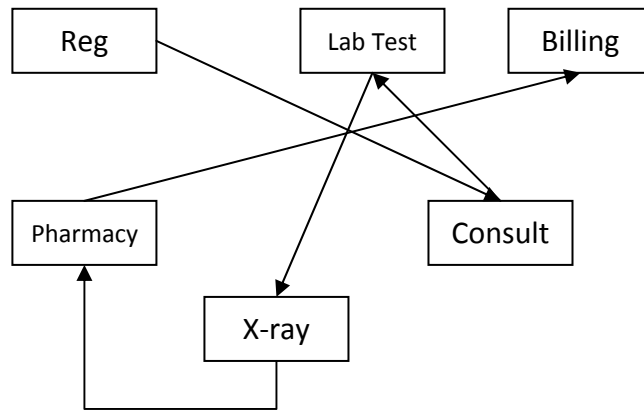 Reg
Lab Test
Billing
Pharmacy
Consult
X-ray